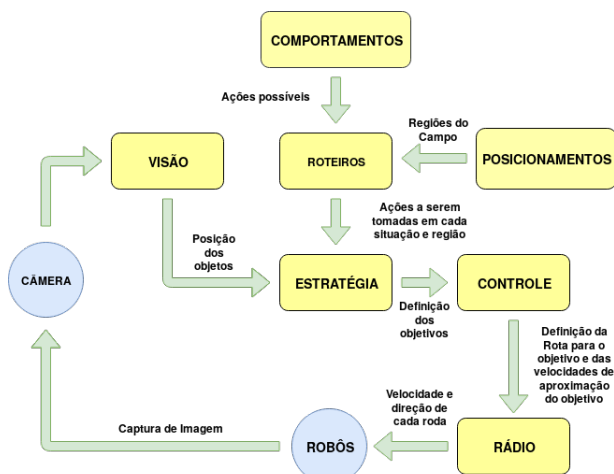 COMPORTAMENTOS
Ações possíveis
Regiões do
Campo
VISÃO
ROTEIROS
POSICIONAMENTOS
Ações a serem
tomadas em cada
situação e região
Posição
dos
objetos
CÂMERA
ESTRATÉGIA
CONTROLE
Definição
dos
objetivos
Definição da
Rota para o
objetivo e das
velocidades de
aproximação
do objetivo
Velocidade e
direção de
cada roda
Captura de Imagem
ROBÔS
RÁDIO